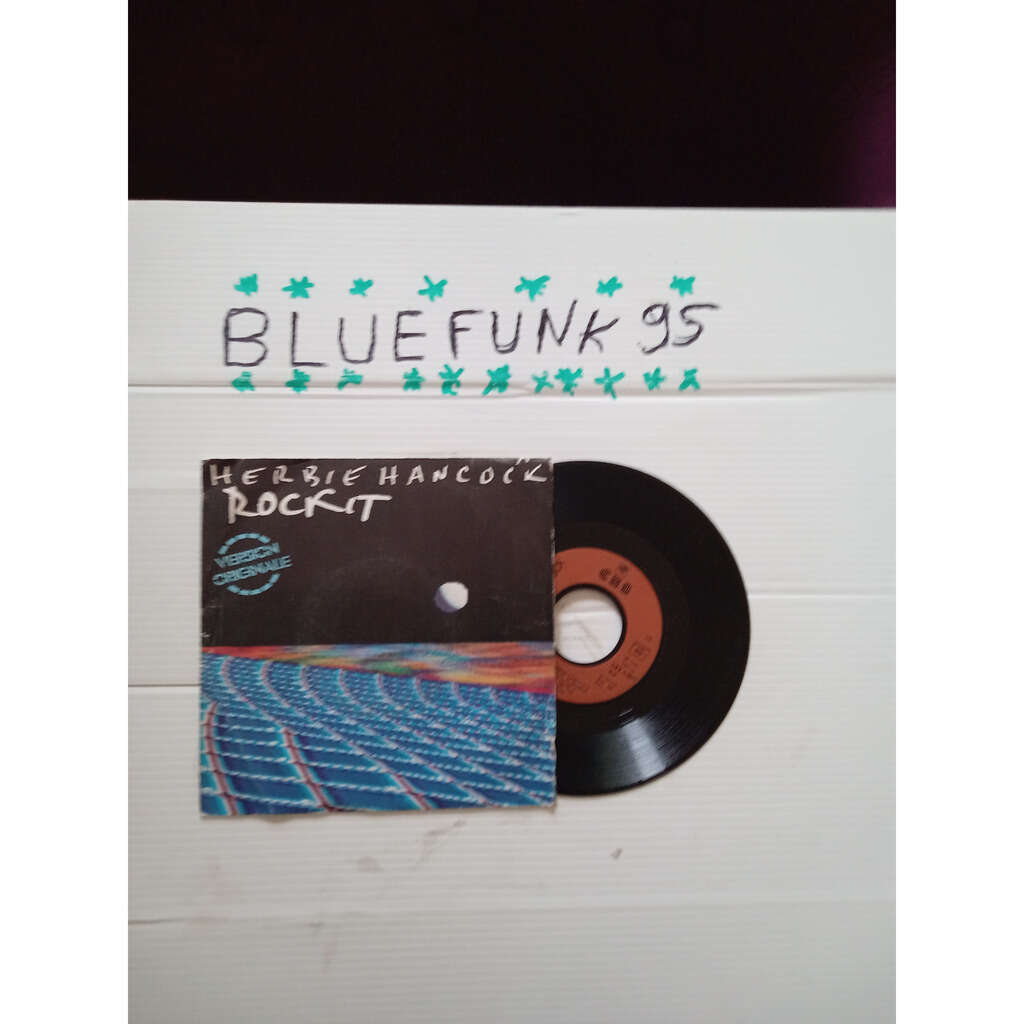 BLUEFUNK 95
HERBIE HANCOCK
ROCKIT
VERSION
ORIGINALE